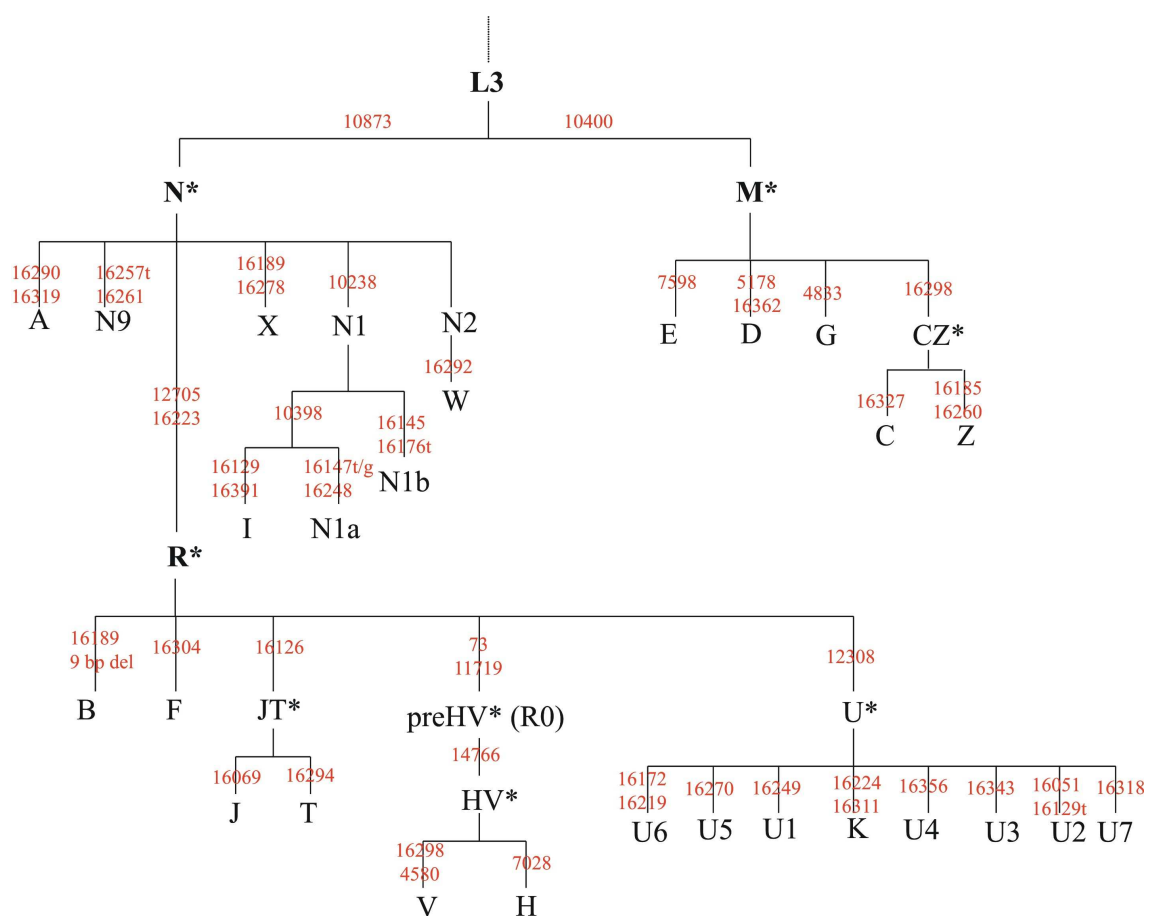 L3
10873 10400
N* M*
16290 16257t 16189 10238
16319 16261 16278
A N9 X N1 N2
7598 5178 4833 16298
16362
E D G CZ*
16292
W
12705
16223
10398 16145
16176t
N1b
16327 16185
16260
C Z
16129 16147t/g
16391 16248
I N1a
R*
16189 16304 16126 73 12308
9 bp del 11719
B F JT* preHV* (R0) U*
16069 16294
J T
14766
HV*
16172 16270 16249 16224 16356 16343 16051 16318
16219 16311 16129t
U6 U5 U1 K U4 U3 U2 U7
16298 7028
4580
V H